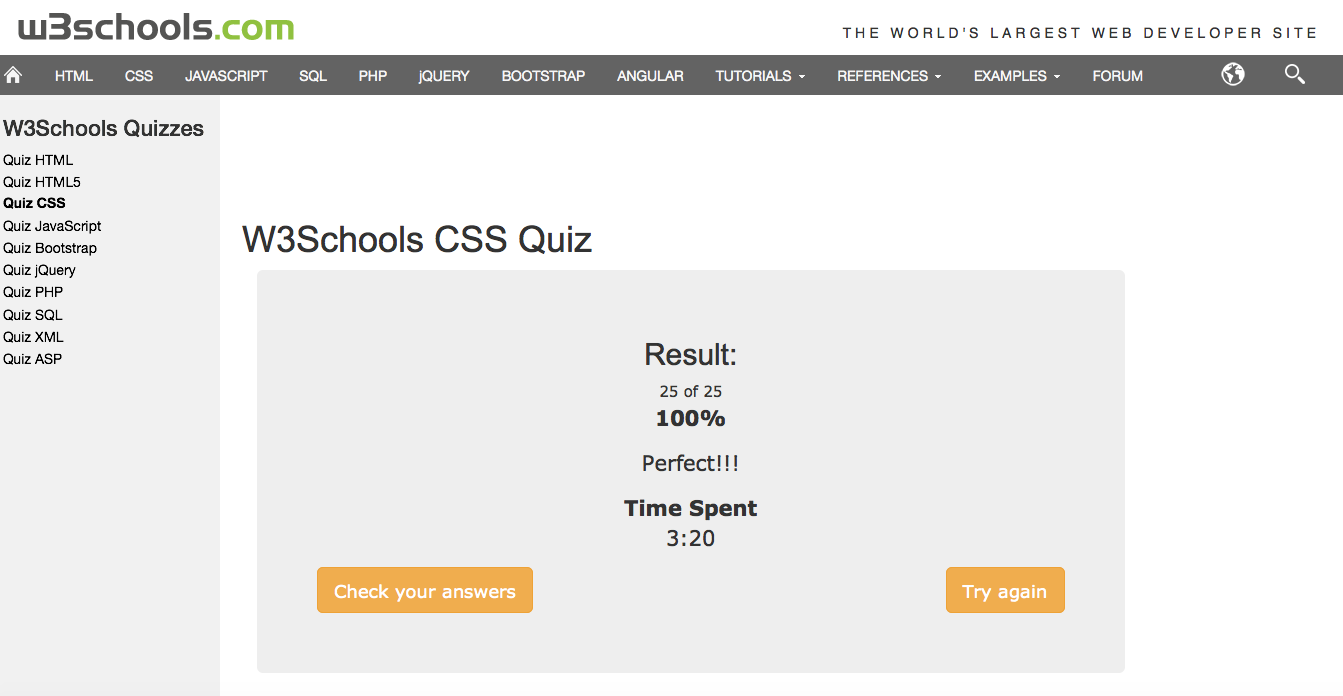 w3schools.com
THE WORLD'S LARGEST WEB DEVELOPER SITE
HTML CSS JAVASCRIPT SQL PHP jQUERY BOOTSTRAP ANGULAR TUTORIALS REFERENCES EXAMPLES FORUM
W3Schools Quizzes
Quiz HTML
Quiz HTML5
Quiz CSS
Quiz JavaScript
Quiz Bootstrap
Quiz jQuery
Quiz PHP
Quiz SQL
Quiz XML
Quiz ASP
W3Schools CSS Quiz
Result:
25 of 25
100%
Perfect!!!
Time Spent
3:20
Check your answers
Try again